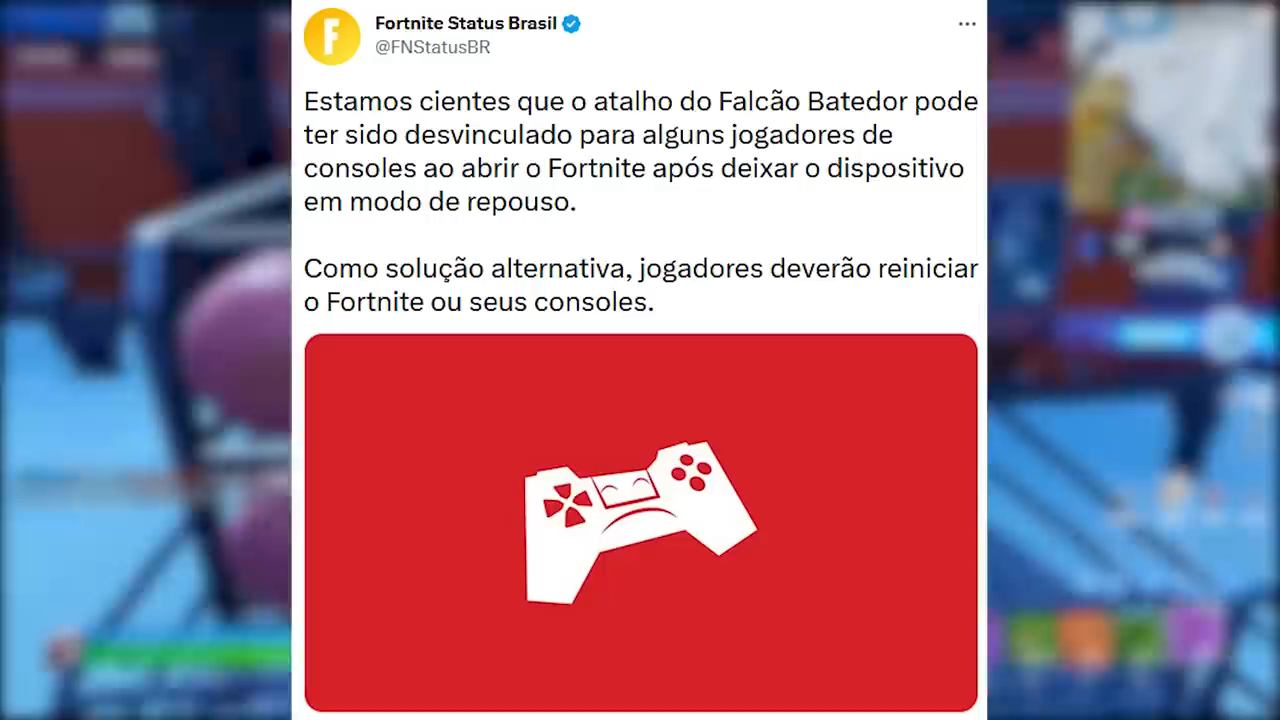 Fortnite Status Brasil
@FNStatusBR
Estamos cientes que o atalho do Falcão Batedor pode
ter sido desvinculado para alguns jogadores de
consoles ao abrir o Fortnite após deixar o dispositivo
em modo de repouso.
Como solução alternativa, jogadores deverão reiniciar
o Fortnite ou seus consoles.